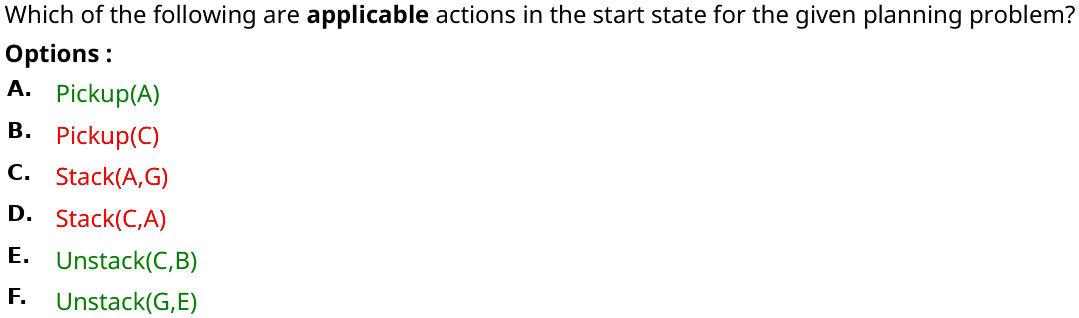 Which of the following are applicable actions in the start state for the given planning problem?
Options :
A. Pickup(A)
B. Pickup(C)
C. Stack(A,G)
D. Stack(C,A)
E. Unstack(C,B)
F. Unstack(G,E)